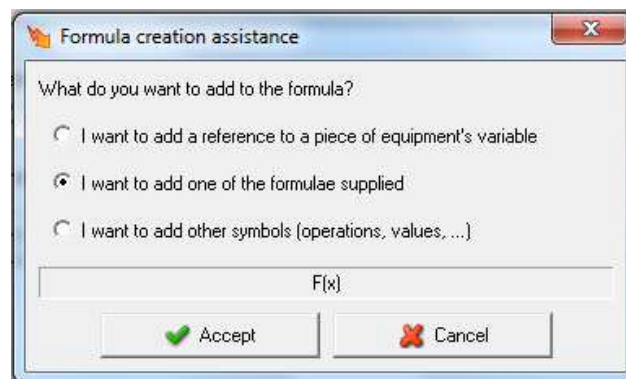 Formula creation assistance
What do you want to add to the formula?
I want to add a reference to a piece of equipment's variable
I want to add one of the formulae supplied
I want to add other symbols (operations, values, ...)
F(x)
Accept Cancel